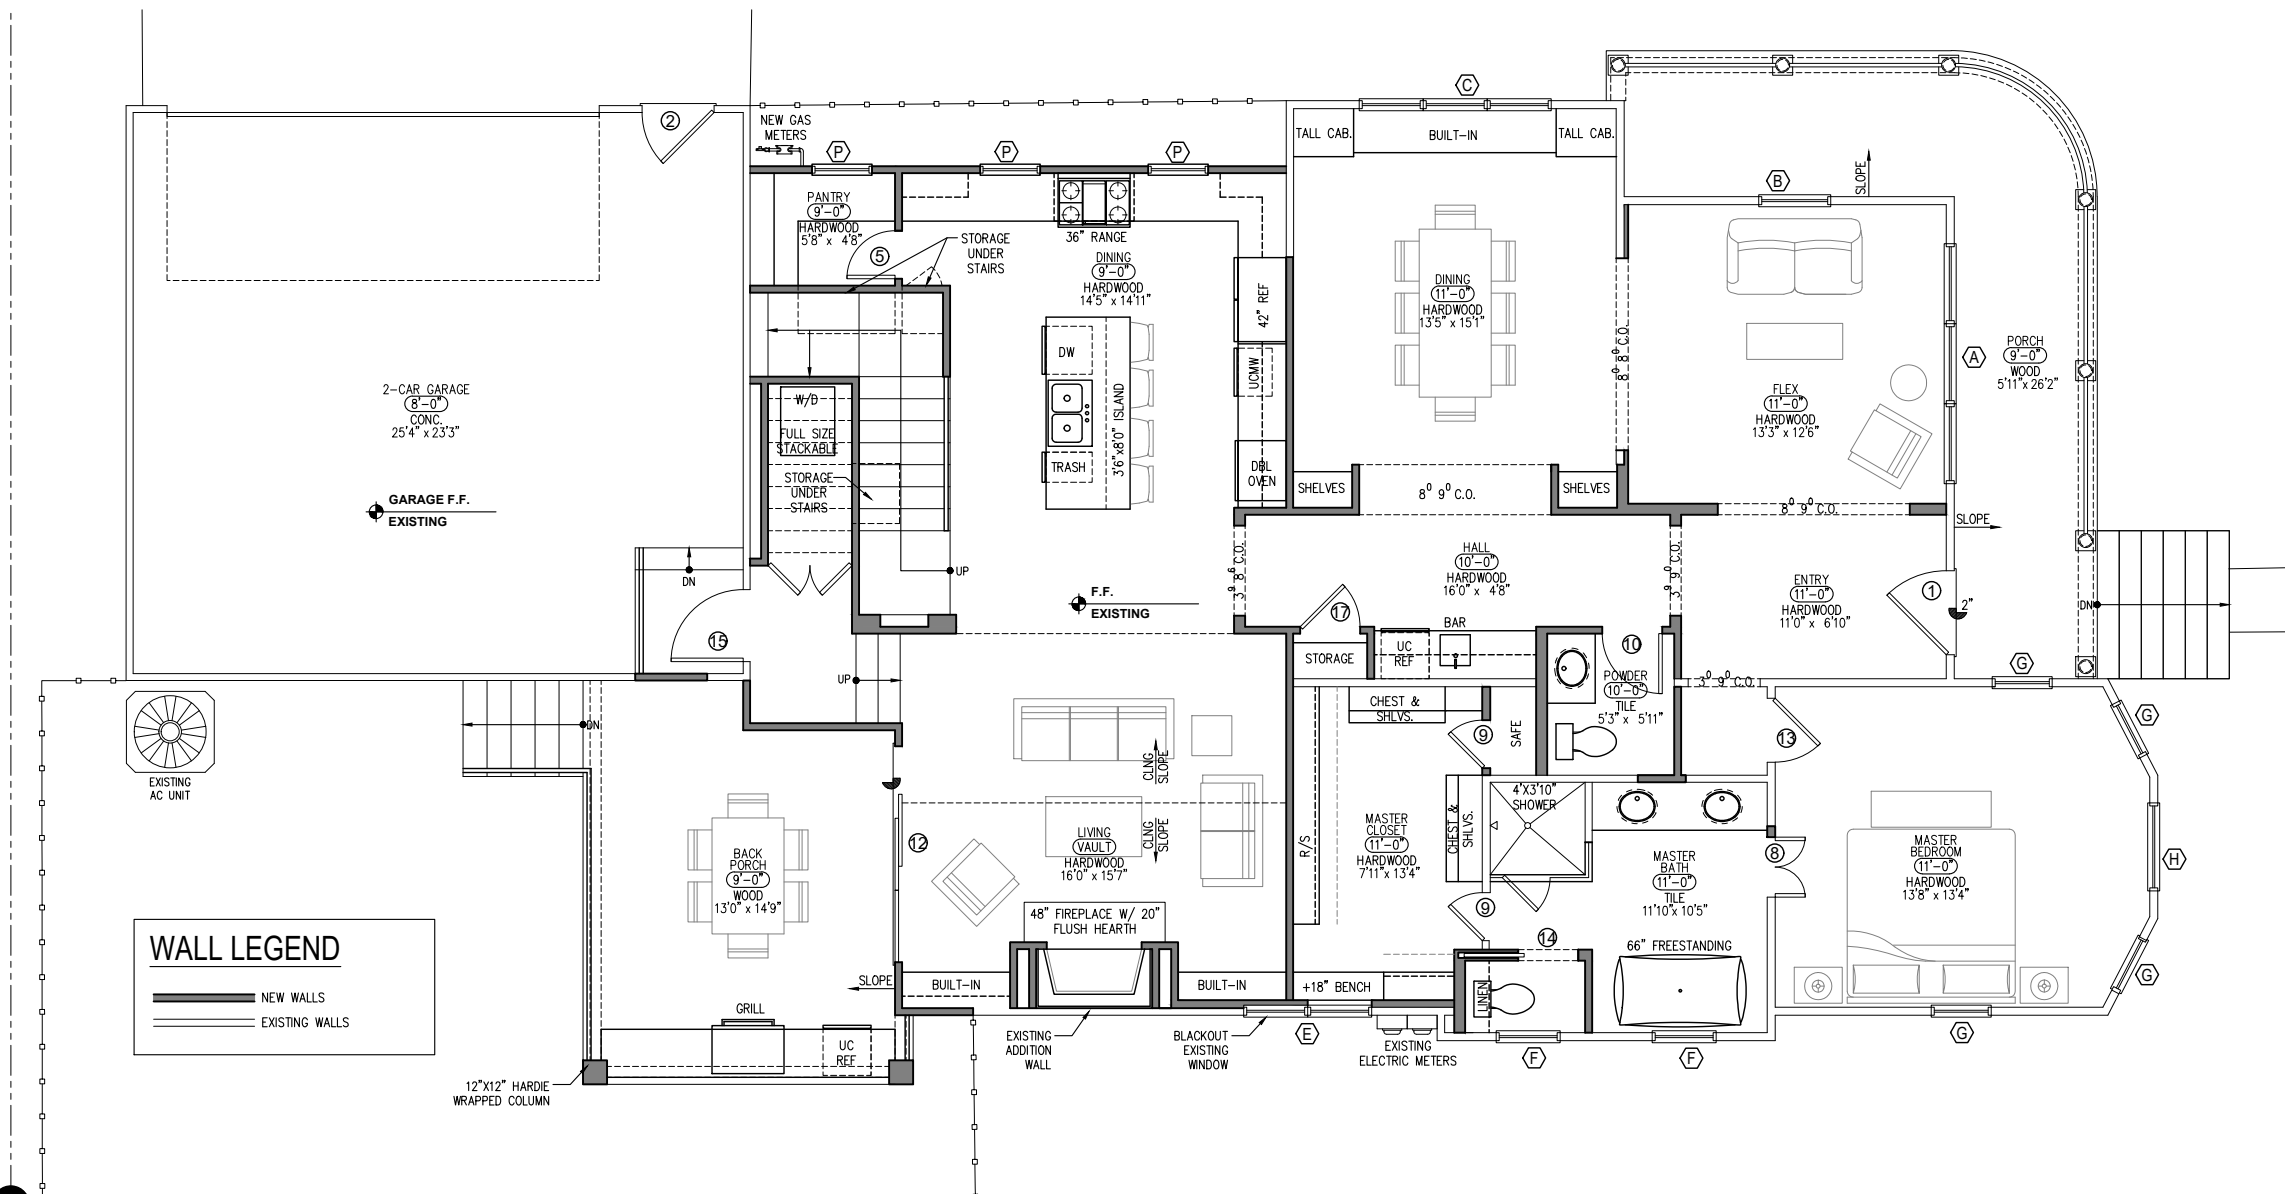 C
TALL CAB.
BUILT-IN
TALL CAB.
2
NEW GAS
METERS
P
P
P
B
SLOPE
PANTRY
9'-0"
HARDWOOD
5'8" x 4'8"
36" RANGE
5
STORAGE
UNDER
STAIRS
DINING
9'-0"
HARDWOOD
14'5" x 14'11"
42" REF
DINING
11'-0"
HARDWOOD
13'5" x 15'1"
8⁰ 8⁰ C.O.
A
PORCH
9'-0"
WOOD
5'11" x 26'2"
DW
UCMW
3'6"x8'0" ISLAND
FLEX
11'-0"
HARDWOOD
13'3" x 12'6"
2-CAR GARAGE
8'-0"
CONC.
25'4" x 23'3"
W/D
FULL SIZE
STACKABLE
TRASH
DBL
OVEN
STORAGE
UNDER
STAIRS
SHELVES
8⁰ 9⁰ C.O.
SHELVES
8⁰ 9⁰ C.O.
GARAGE F.F.
EXISTING
SLOPE
DN
UP
3⁹ 8⁶ C.O.
HALL
10'-0"
HARDWOOD
16'0" x 4'8"
3⁹ 9⁰ C.O.
ENTRY
11'-0"
HARDWOOD
11'0" x 6'10"
1
2"
DN
F.F.
EXISTING
17
BAR
15
STORAGE
UC
REF
10
UP
POWDER
10'-0"
TILE
5'3" x 5'11"
3⁰ 9⁰ C.O.
G
CHEST &
SHLVS.
9
SAFE
13
G
DN
EXISTING
AC UNIT
CLNG
SLOPE
CLNG
SLOPE
4'X3'10"
SHOWER
12
LIVING
VAULT
HARDWOOD
16'0" x 15'7"
R/S
MASTER
CLOSET
11'-0"
HARDWOOD
7'11" x 13'4"
CHEST &
SHLVS.
MASTER
BATH
11'-0"
TILE
11'10" x 10'5"
8
MASTER
BEDROOM
11'-0"
HARDWOOD
13'8" x 13'4"
H
BACK
PORCH
9'-0"
WOOD
13'0" x 14'9"
48" FIREPLACE W/ 20"
FLUSH HEARTH
9
14
66" FREESTANDING
WALL LEGEND
NEW WALLS
EXISTING WALLS
SLOPE
BUILT-IN
BUILT-IN
+18" BENCH
LINEN
G
GRILL
UC
REF
EXISTING
ADDITION
WALL
BLACKOUT
EXISTING
WINDOW
E
EXISTING
ELECTRIC METERS
F
F
G
12"X12" HARDIE
WRAPPED COLUMN